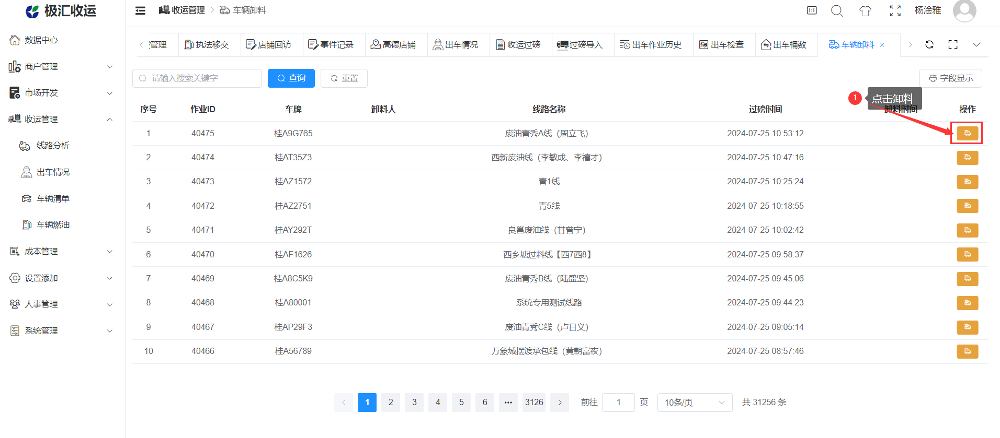 极汇收运
收运管理 车辆卸料
杨淦雅
数据中心
商户管理
市场开发
收运管理
线路分析
出车情况
车辆清单
车辆燃油
成本管理
设置添加
人事管理
系统管理
管理 执法移交 店铺回访 事件记录 高德店铺 出车情况 收运过磅 过磅导入 出车作业历史 出车检查 出车桶数 车辆卸料 ×
请输入搜索关键字 查询 重置 字段显示
1 点击卸料
序号 作业ID 车牌 卸料人 线路名称 过磅时间 卸料时间 操作
1 40475 桂A9G765 废油青秀A线（周立飞） 2024-07-25 10:53:12
2 40474 桂AT35Z3 西新废油线（李敏成、李禧才） 2024-07-25 10:47:16
3 40473 桂AZ1572 青1线 2024-07-25 10:25:24
4 40472 桂AZ2751 青5线 2024-07-25 10:18:55
5 40471 桂AY292T 良邕废油线（甘曾宁） 2024-07-25 10:02:42
6 40470 桂AF1626 西乡塘过料线【西7西8】 2024-07-25 09:58:37
7 40469 桂A8C5K9 废油青秀B线（陆盛坚） 2024-07-25 09:45:06
8 40468 桂A80001 系统专用测试线路 2024-07-25 09:44:23
9 40467 桂AP29F3 废油青秀C线（卢日义） 2024-07-25 09:05:14
10 40466 桂A56789 万象城摆渡承包线（黄朝富夜） 2024-07-25 08:57:46
1 2 3 4 5 6 ••• 3126 前往 1 页 10条/页 共 31256 条